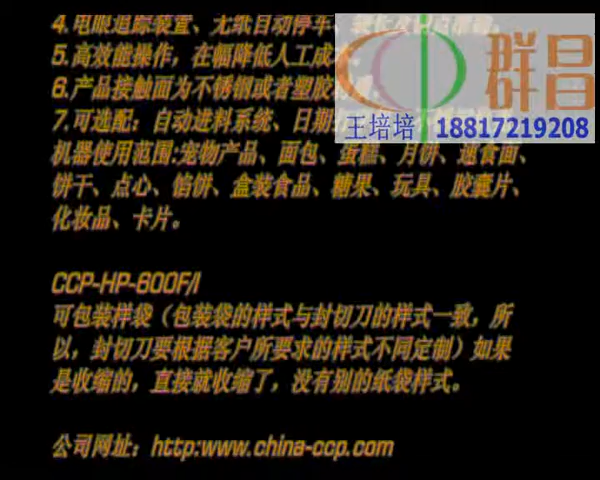 4.电眼追踪装置、无纸自动停车
5.高效能操作，在幅降低人工成
6.产品接触面为不锈钢或者塑胶
7.可选配：自动进料系统、日期
机器使用范围:宠物产品、面包、蛋糕、月饼、速食面、
饼干、点心、馅饼、盒装食品、糖果、玩具、胶囊片、
化妆品、卡片。
CCP-HP-600F/I
可包装样袋（包装袋的样式与封切刀的样式一致，所
以，封切刀要根据客户所要求的样式不同定制）如果
是收缩的，直接就收缩了，没有别的纸袋样式。
公司网址：http:www.china-ccp.com
群昌
王培培 18817219208